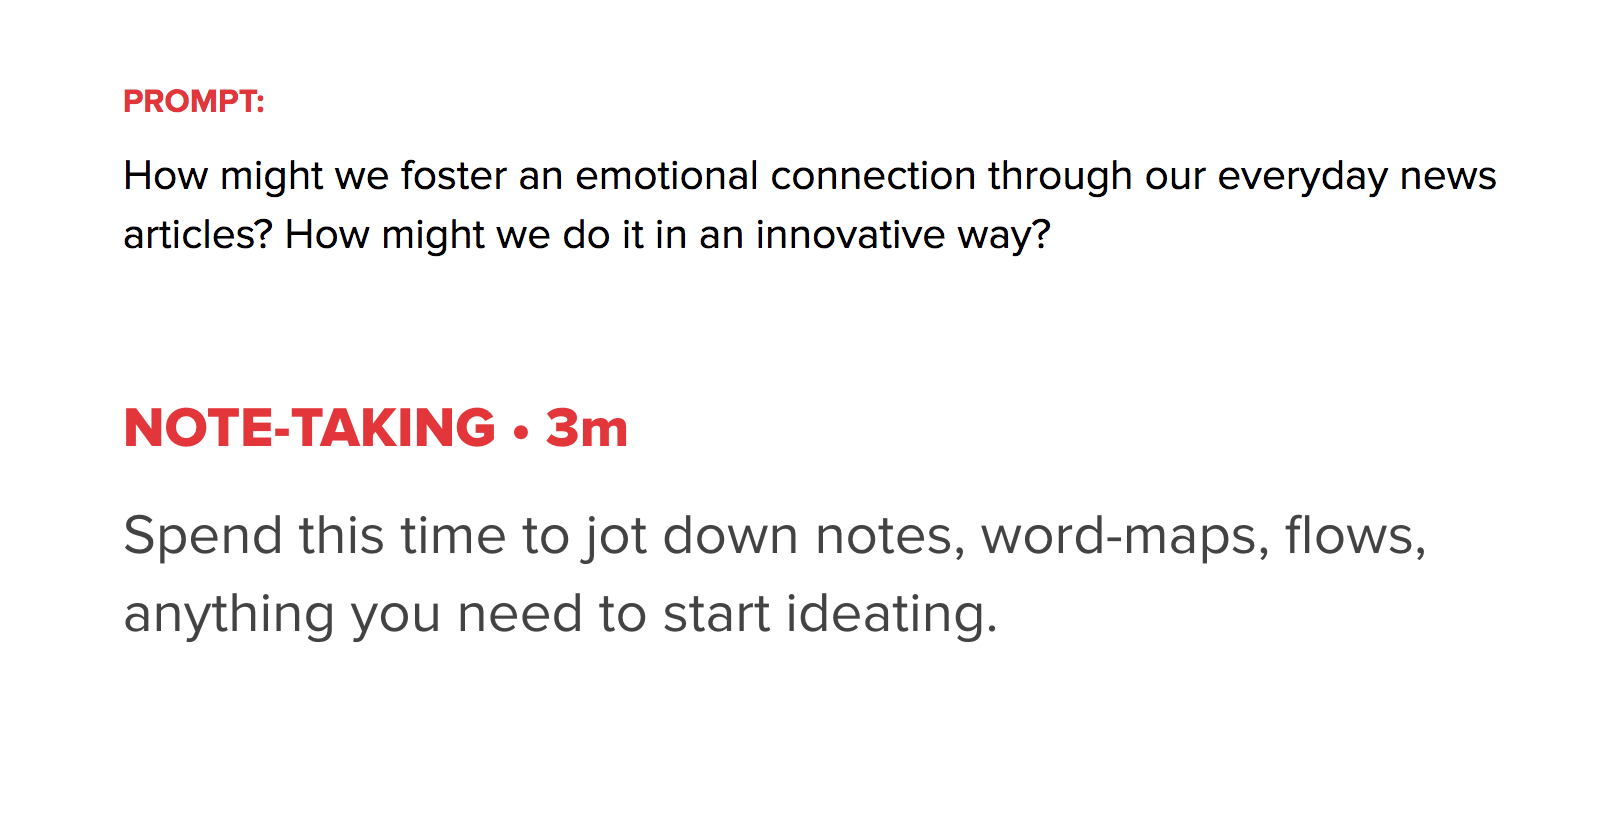 PROMPT:
How might we foster an emotional connection through our everyday news
articles? How might we do it in an innovative way?
NOTE-TAKING • 3m
Spend this time to jot down notes, word-maps, flows,
anything you need to start ideating.